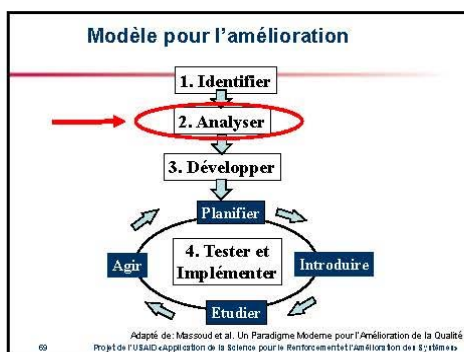 Modèle pour l'amélioration
1. Identifier
2. Analyser
3. Développer
Planifier
4. Tester et
Implémenter
Agir
Introduire
Etudier
Adapté de: Massoud et al. Un Paradigme Moderne pour l'Amélioration de la Qualité
69
Projet de l'USAID «Application de la Science pour le Renforcement et l'Amélioration des Systèmes»